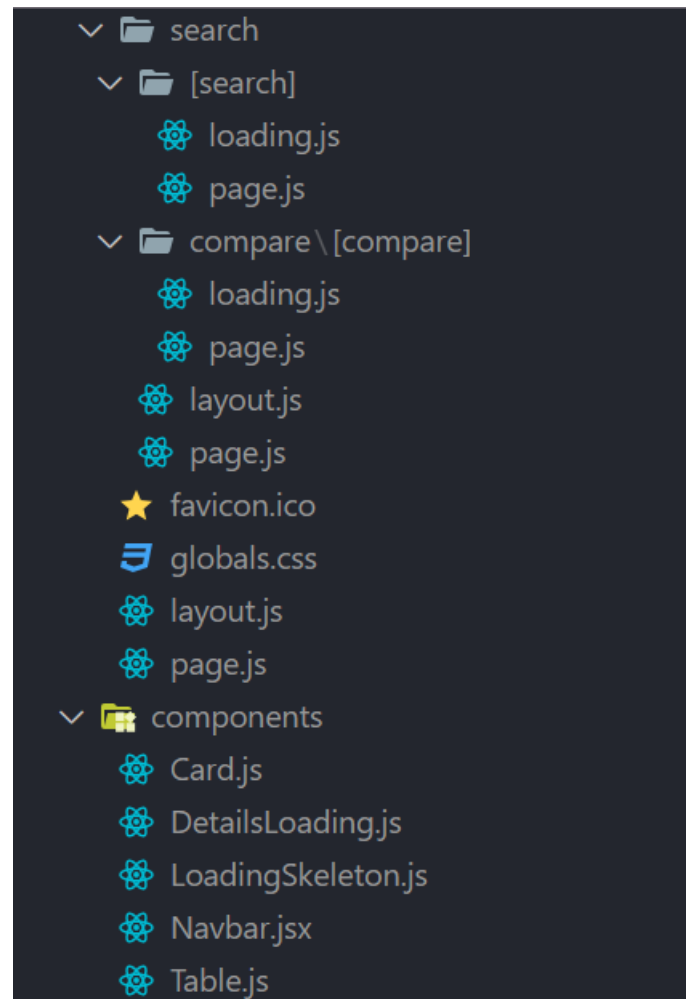 search
[search]
loading.js
page.js
compare\[compare]
loading.js
page.js
layout.js
page.js
favicon.ico
globals.css
layout.js
page.js
components
Card.js
DetailsLoading.js
LoadingSkeleton.js
Navbar.jsx
Table.js